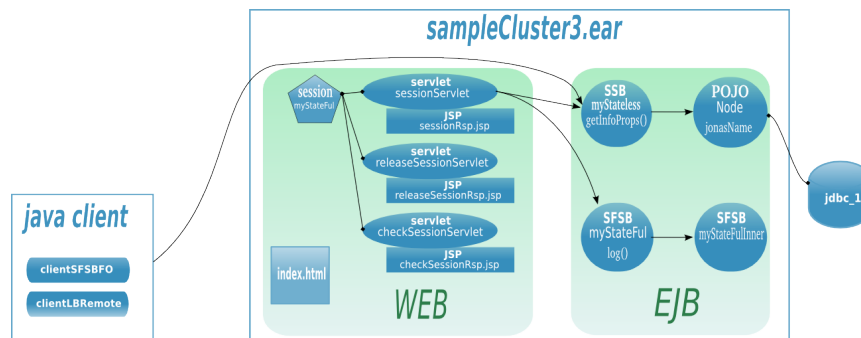 sampleCluster3.ear
session
myStateFul
servlet
sessionServlet
JSP
sessionRsp.jsp
servlet
releaseSessionServlet
JSP
releaseSessionRsp.jsp
servlet
checkSessionServlet
JSP
checkSessionRsp.jsp
index.html
WEB
SSB
myStateless
getInfoProps()
POJO
Node
jonasName
SFSB
myStateFul
log()
SFSB
myStateFulInner
EJB
java client
clientSFSBFO
clientLBRemote
jdbc_1